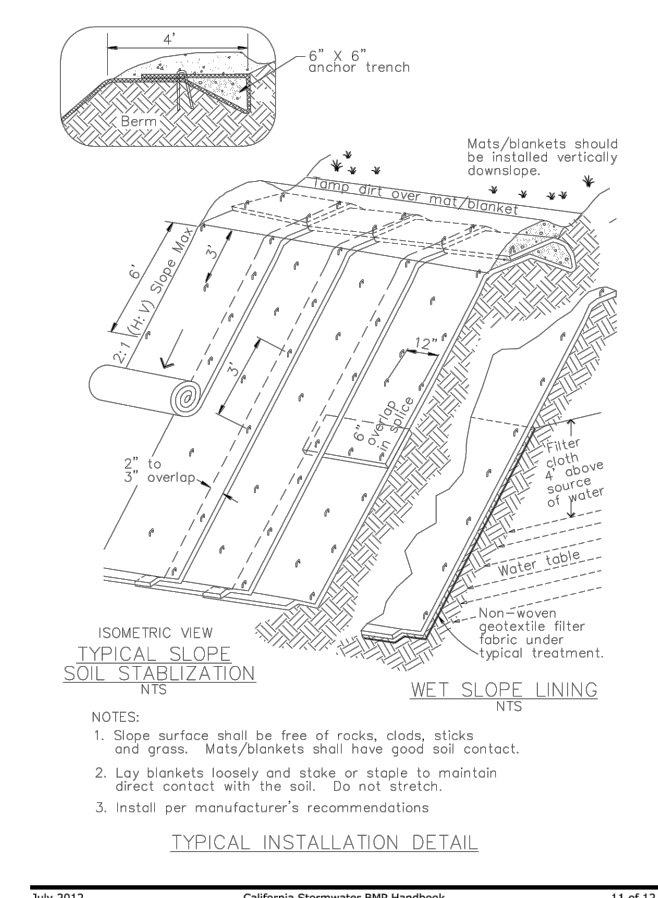 4'
6" X 6"
anchor trench
Berm
Mats/blankets should
be installed vertically
downslope.
Tamp dirt over mat/blanket
6'
2:1 (H:V) Slope Max
3'
3'
12"
6"
overlap
in splice
2" to
3" overlap
Filter
cloth
4' above
source
of water
Water table
Non-woven
geotextile filter
fabric under
typical treatment.
ISOMETRIC VIEW
TYPICAL SLOPE
SOIL STABLIZATION
NTS
WET SLOPE LINING
NTS
NOTES:
1. Slope surface shall be free of rocks, clods, sticks
and grass. Mats/blankets shall have good soil contact.
2. Lay blankets loosely and stake or staple to maintain
direct contact with the soil. Do not stretch.
3. Install per manufacturer's recommendations
TYPICAL INSTALLATION DETAIL
July 2012 California Stormwater BMP Handbook 11 of 12